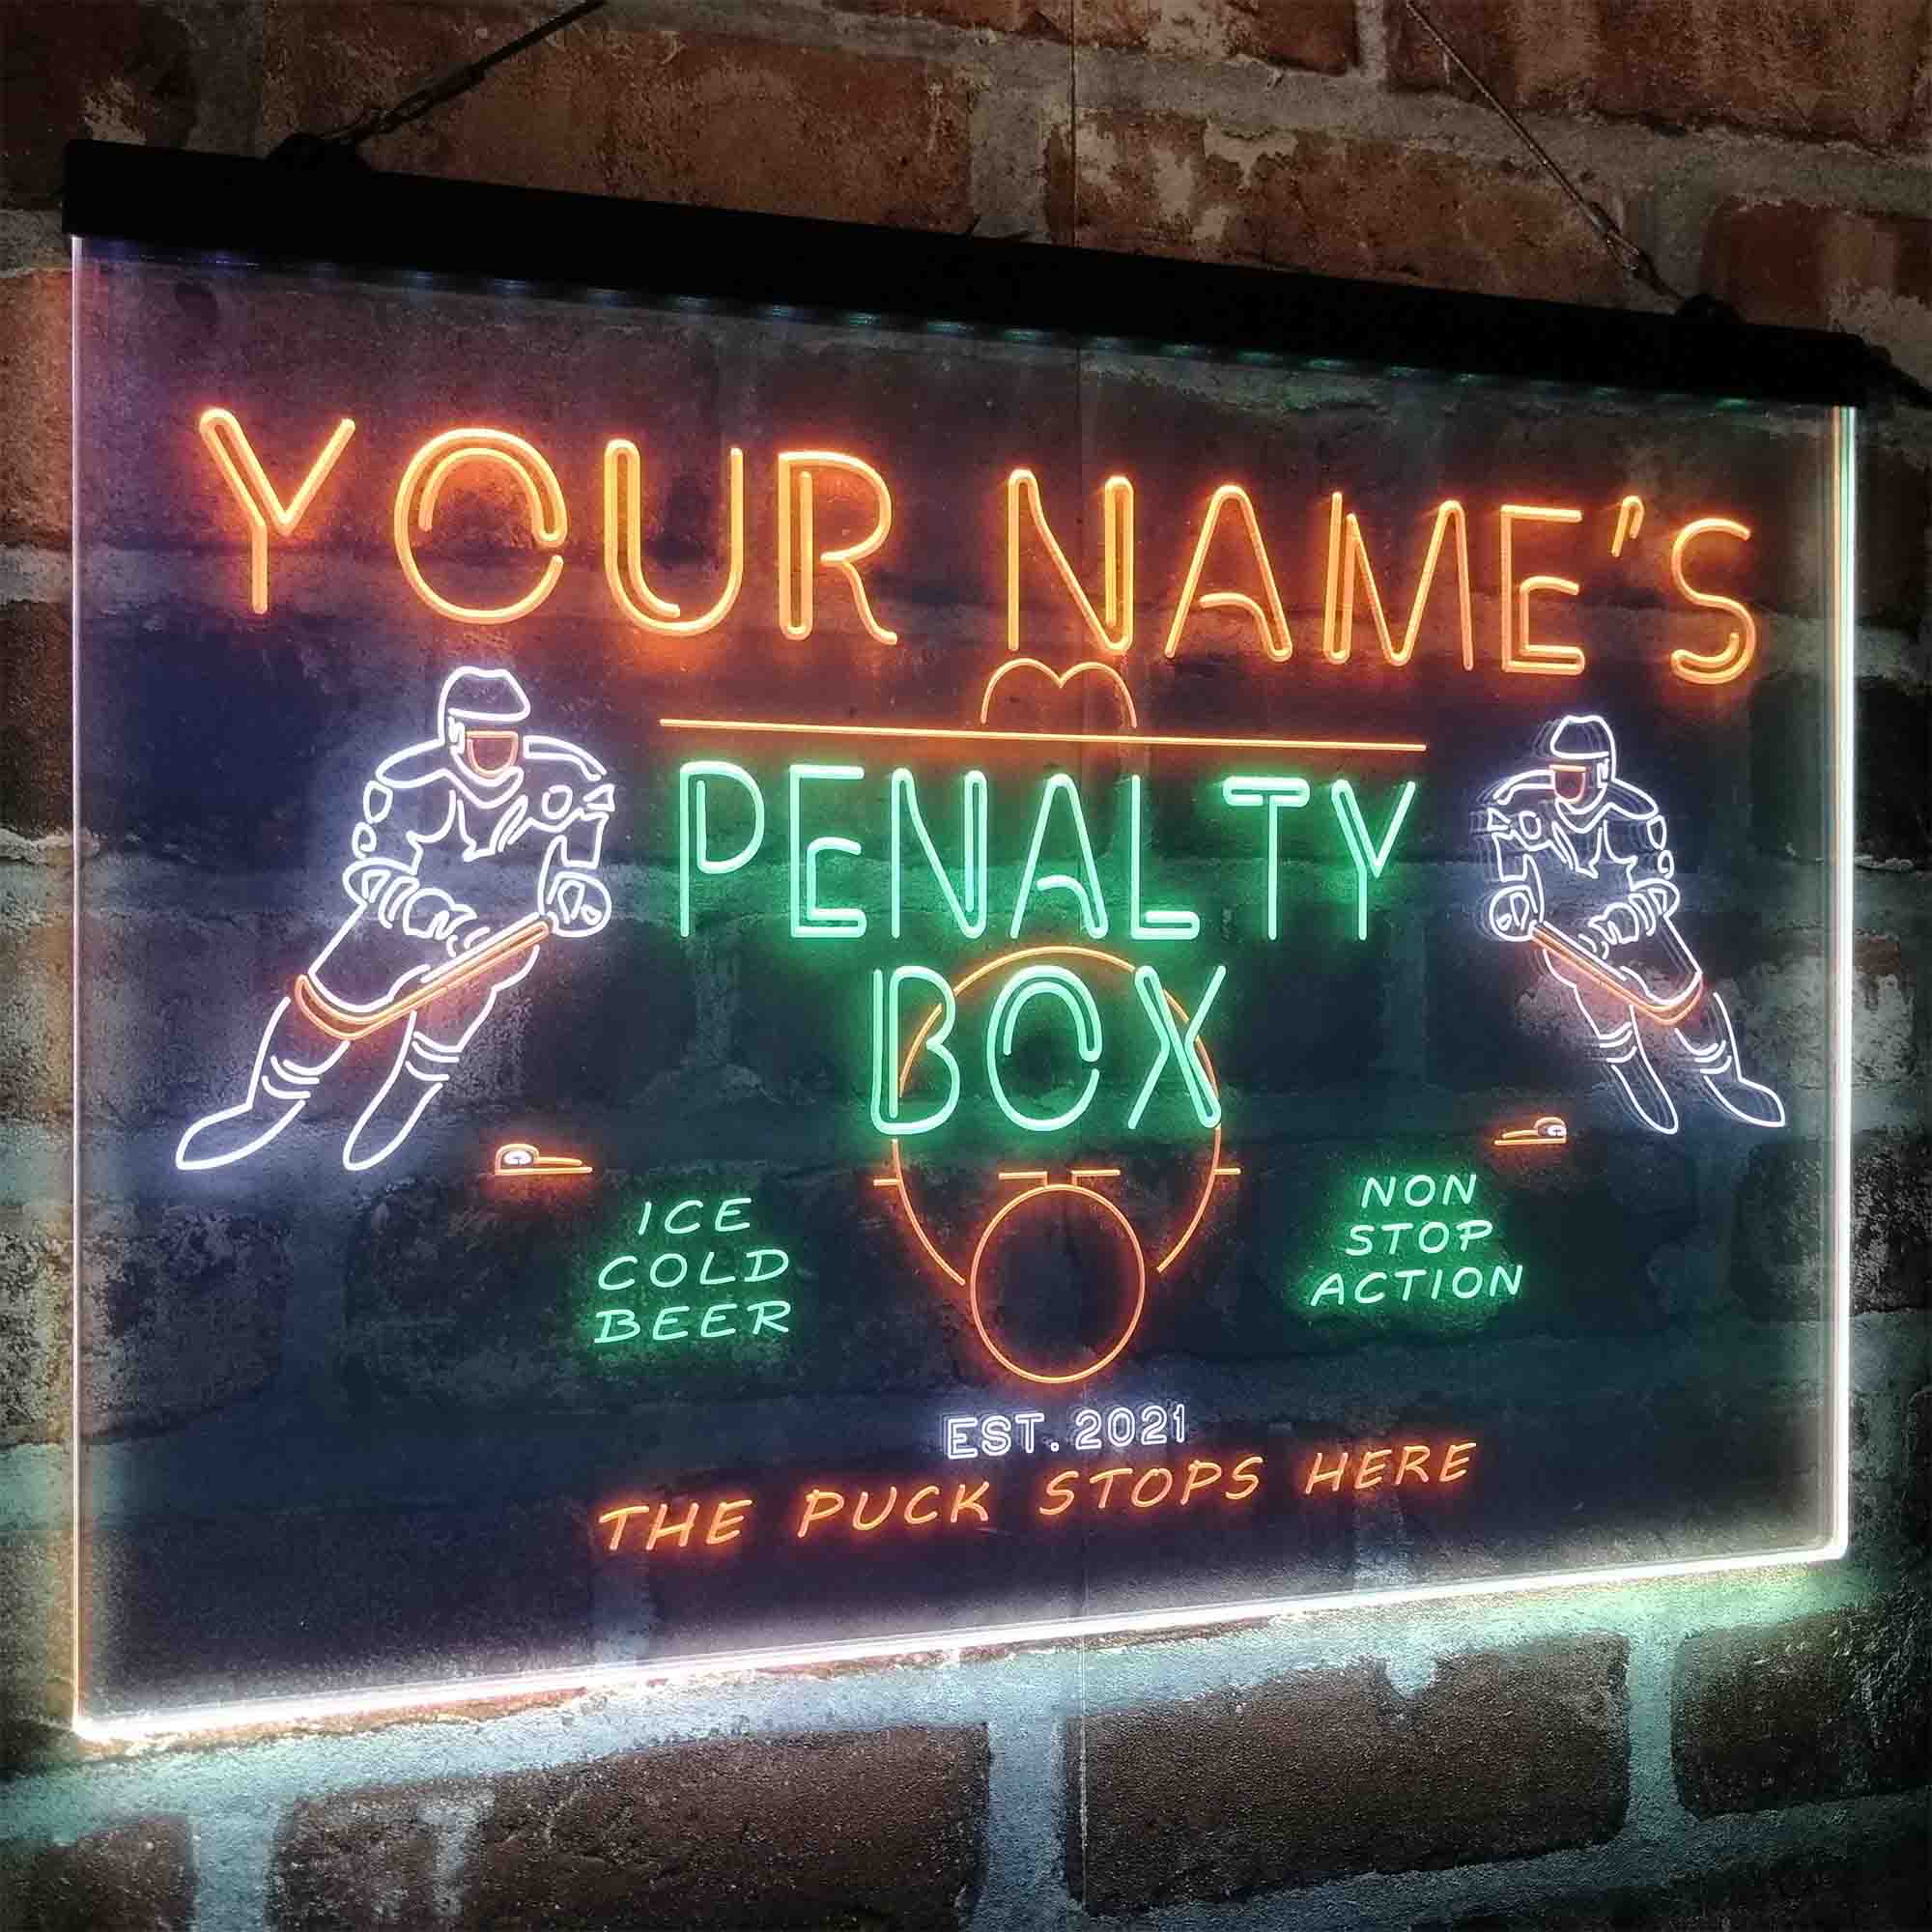 YOUR NAME'S
PENALTY
BOX
ICE
COLD
BEER
NON
STOP
ACTION
EST. 2021
THE PUCK STOPS HERE